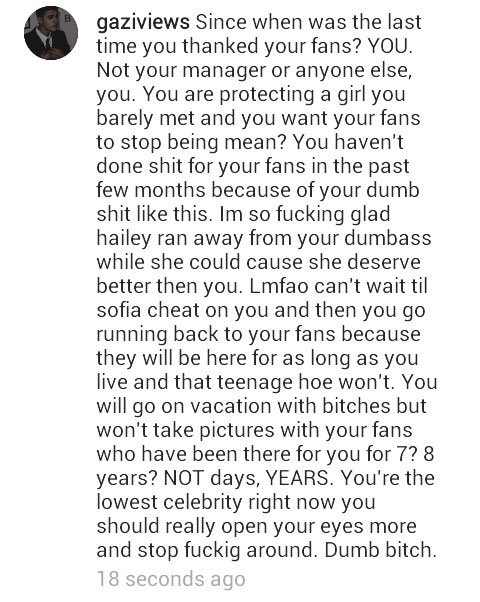 gaziviews Since when was the last
time you thanked your fans? YOU.
Not your manager or anyone else,
you. You are protecting a girl you
barely met and you want your fans
to stop being mean? You haven't
done shit for your fans in the past
few months because of your dumb
shit like this. Im so fucking glad
hailey ran away from your dumbass
while she could cause she deserve
better then you. Lmfao can't wait til
sofia cheat on you and then you go
running back to your fans because
they will be here for as long as you
live and that teenage hoe won't. You
will go on vacation with bitches but
won't take pictures with your fans
who have been there for you for 7? 8
years? NOT days, YEARS. You're the
lowest celebrity right now you
should really open your eyes more
and stop fuckig around. Dumb bitch.
18 seconds ago